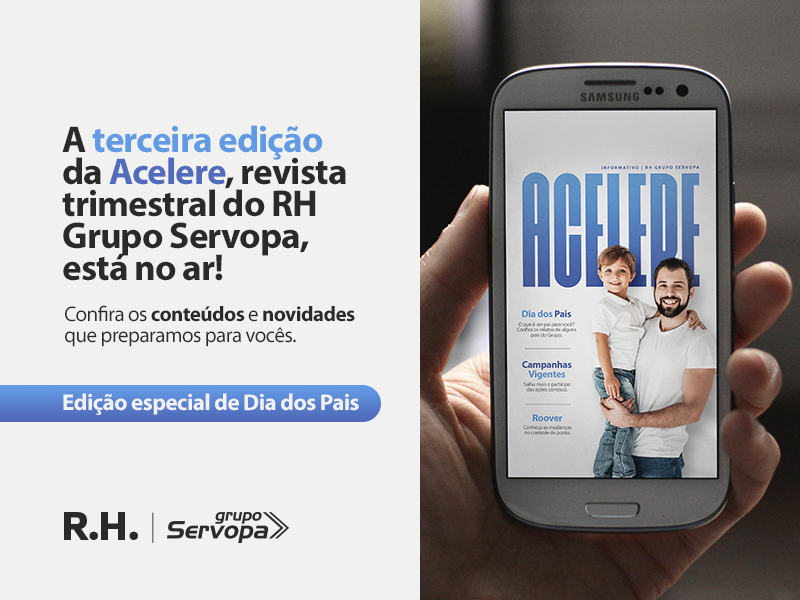 A terceira edição
da Acelere, revista
trimestral do RH
Grupo Servopa,
está no ar!
Confira os conteúdos e novidades
que preparamos para vocês.
Edição especial de Dia dos Pais
R.H.
grupo
Servopa
SAMSUNG
INFORMATIVO | RH GRUPO SERVOPA
ACELERE
Dia dos Pais
O que é ser pai para você?
Confira os relatos de alguns
pais do Grupo.
Campanhas
Vigentes
Saiba mais e participe
das ações conosco.
Roover
Conheça as mudanças
no controle de ponto.